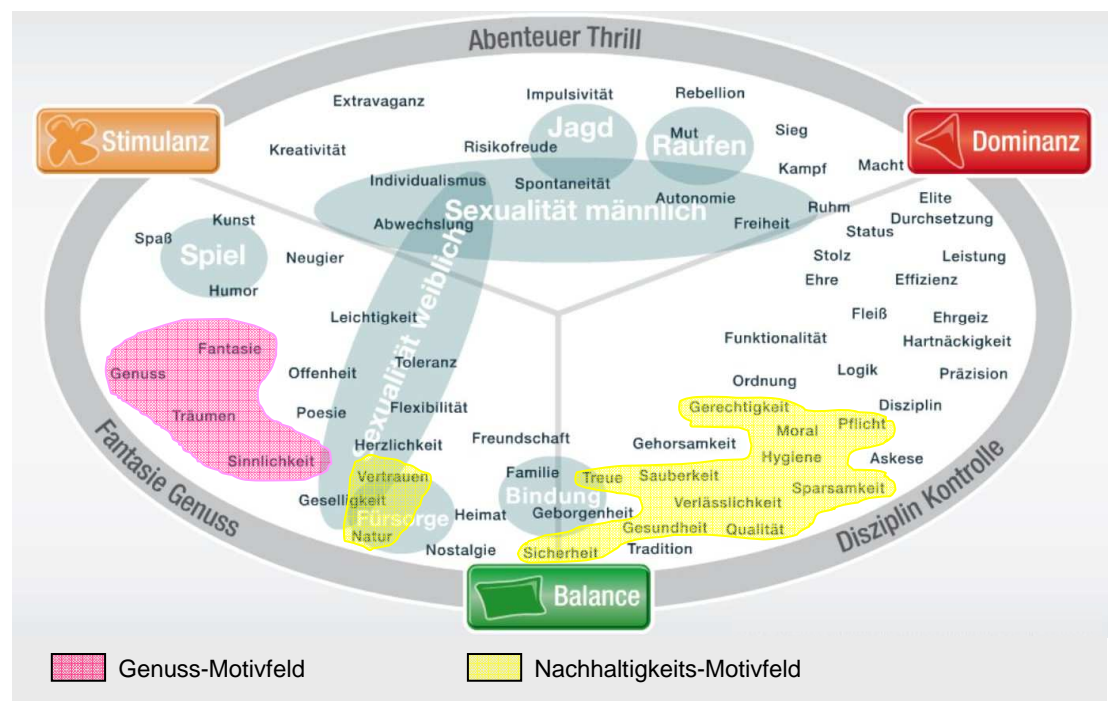 Abenteuer Thrill
Extravaganz
Impulsivität
Rebellion
Stimulanz
Jagd
Mut
Raufen
Sieg
Dominanz
Kreativität
Risikofreude
Kampf
Macht
Individualismus
Spontaneität
Autonomie
Elite
Abwechslung
Sexualität männlich
Freiheit
Ruhm
Durchsetzung
Kunst
Status
Spaß
Spiel
Neugier
Stolz
Leistung
Humor
Ehre
Effizienz
Leichtigkeit
Sexualität weiblich
Fleiß
Ehrgeiz
Funktionalität
Hartnäckigkeit
Fantasie
Genuss
Offenheit
Toleranz
Logik
Präzision
Ordnung
Träumen
Poesie
Flexibilität
Gerechtigkeit
Disziplin
Moral
Pflicht
Herzlichkeit
Freundschaft
Gehorsamkeit
Hygiene
Askese
Sinnlichkeit
Vertrauen
Familie
Treue
Sauberkeit
Sparsamkeit
Geselligkeit
Bindung
Verlässlichkeit
Fürsorge
Heimat
Geborgenheit
Gesundheit
Qualität
Natur
Nostalgie
Sicherheit
Tradition
Fantasie Genuss
Disziplin Kontrolle
Balance
Genuss-Motivfeld
Nachhaltigkeits-Motivfeld